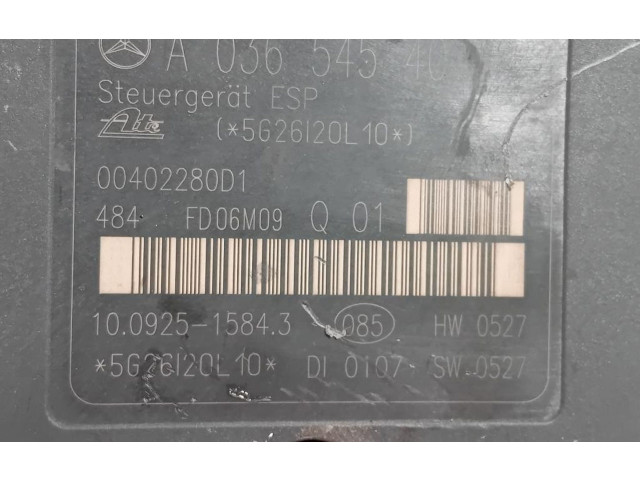 A 036 545 40
Steuergerät ESP
Ate (*5G26I20L10*)
00402280D1
484 FD06M09 Q 01
10.0925-1584.3 085 HW 0527
*5G26I20L10* DI 0107 SW 0527